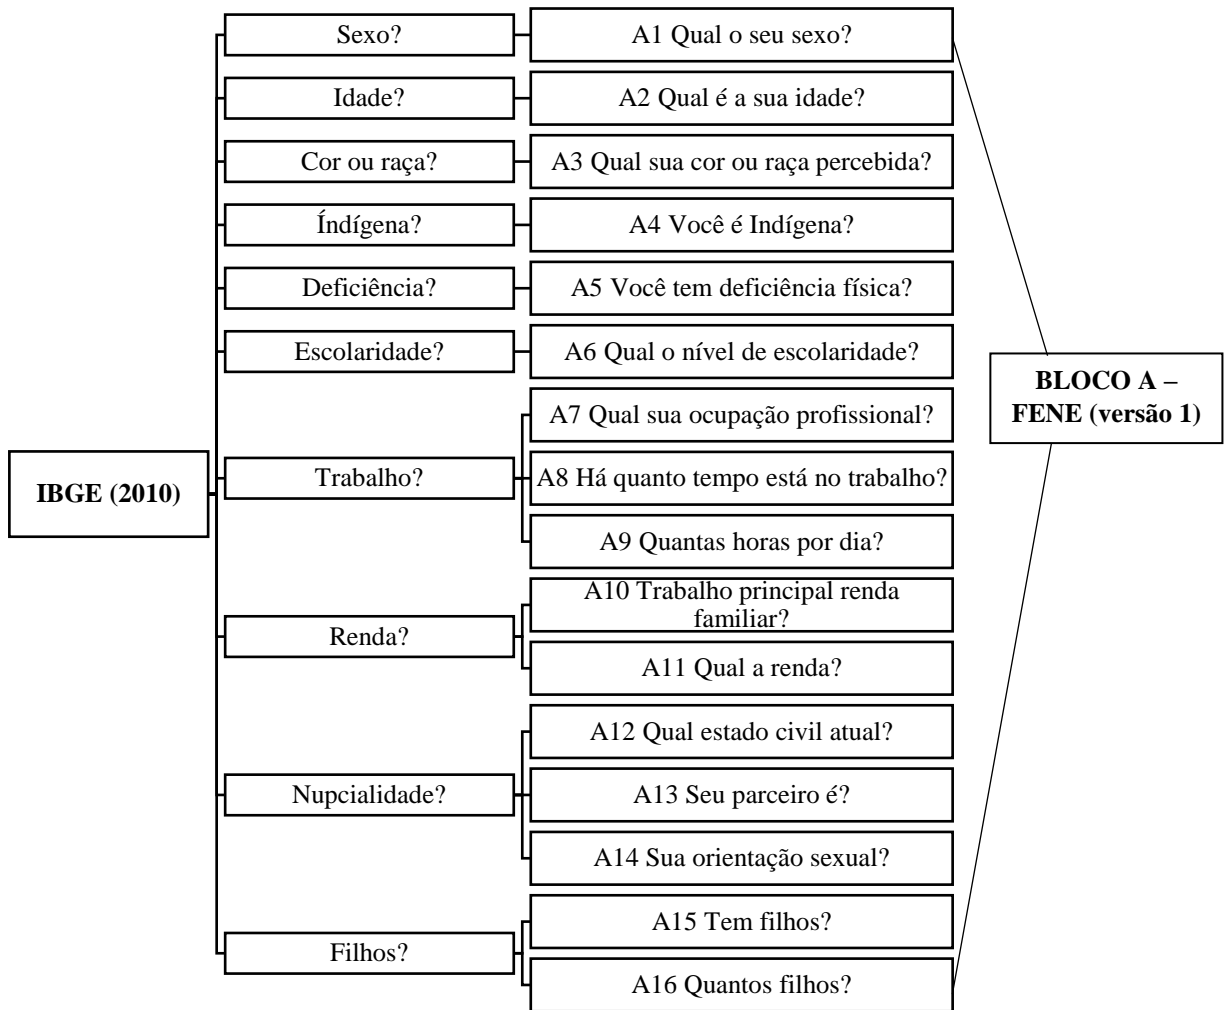 IBGE (2010)
Sexo?
A1 Qual o seu sexo?
Idade?
A2 Qual é a sua idade?
Cor ou raça?
A3 Qual sua cor ou raça percebida?
Índígena?
A4 Você é Indígena?
Deficiência?
A5 Você tem deficiência física?
Escolaridade?
A6 Qual o nível de escolaridade?
Trabalho?
A7 Qual sua ocupação profissional?
A8 Há quanto tempo está no trabalho?
A9 Quantas horas por dia?
Renda?
A10 Trabalho principal renda
familiar?
A11 Qual a renda?
Nupcialidade?
A12 Qual estado civil atual?
A13 Seu parceiro é?
A14 Sua orientação sexual?
Filhos?
A15 Tem filhos?
A16 Quantos filhos?
BLOCO A –
FENE (versão 1)